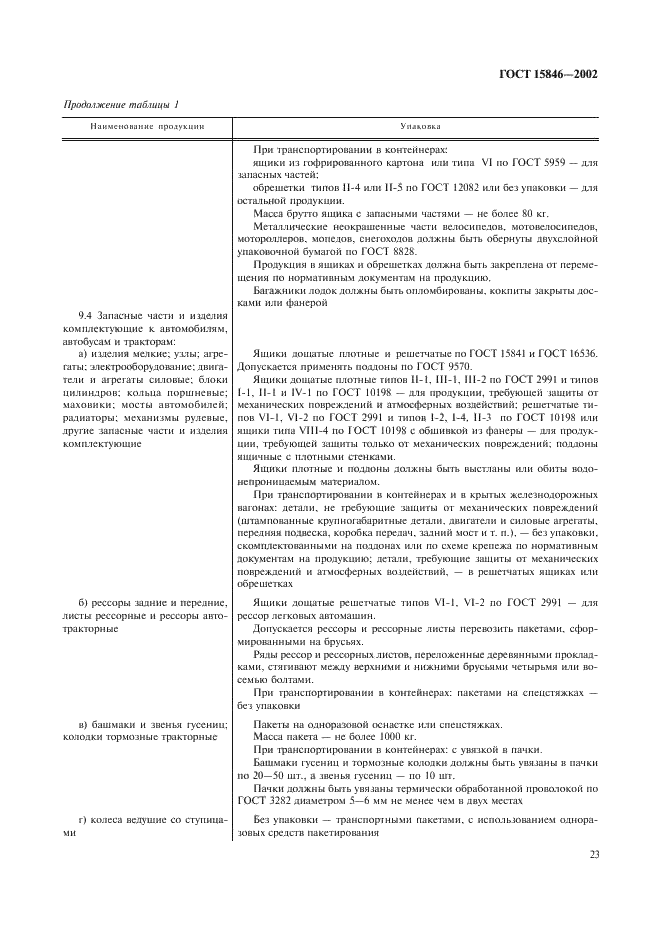 ГОСТ 15846—2002
Продолжение таблицы 1
Наименование продукции
Упаковка
При транспортировании в контейнерах:
ящики из гофрированного картона или типа VI по ГОСТ 5959 — для
запасных частей;
обрешетки типов II-4 или II-5 по ГОСТ 12082 или без упаковки — для
остальной продукции.
Масса брутто ящика с запасными частями — не более 80 кг.
Металлические неокрашенные части велосипедов, мотовелосипедов,
мотороллеров, мопедов, снегоходов должны быть обернуты двухслойной
упаковочной бумагой по ГОСТ 8828.
Продукция в ящиках и обрешетках должна быть закреплена от переме-
щения по нормативным документам на продукцию.
Багажники лодок должны быть опломбированы, кокпиты закрыты дос-
ками или фанерой
9.4 Запасные части и изделия
комплектующие к автомобилям,
автобусам и тракторам:
а) изделия мелкие; узлы; агре-
гаты; электрооборудование; двига-
тели и агрегаты силовые; блоки
цилиндров; кольца поршневые;
маховики; мосты автомобилей;
радиаторы; механизмы рулевые,
другие запасные части и изделия
комплектующие
Ящики дощатые плотные и решетчатые по ГОСТ 15841 и ГОСТ 16536.
Допускается применять поддоны по ГОСТ 9570.
Ящики дощатые плотные типов II-1, III-1, III-2 по ГОСТ 2991 и типов
I-1, II-1 и IV-1 по ГОСТ 10198 — для продукции, требующей защиты от
механических повреждений и атмосферных воздействий; решетчатые ти-
пов VI-1, VI-2 по ГОСТ 2991 и типов I-2, I-4, II-3 по ГОСТ 10198 или
ящики типа VIII-4 по ГОСТ 10198 с обшивкой из фанеры — для продук-
ции, требующей защиты только от механических повреждений; поддоны
ящичные с плотными стенками.
Ящики плотные и поддоны должны быть выстланы или обиты водо-
непроницаемым материалом.
При транспортировании в контейнерах и в крытых железнодорожных
вагонах: детали, не требующие защиты от механических повреждений
(штампованные крупногабаритные детали, двигатели и силовые агрегаты,
передняя подвеска, коробка передач, задний мост и т. п.), — без упаковки,
скомплектованными на поддонах или по схеме крепежа по нормативным
документам на продукцию; детали, требующие защиты от механических
повреждений и атмосферных воздействий, — в решетчатых ящиках или
обрешетках
б) рессоры задние и передние,
листы рессорные и рессоры авто-
тракторные
Ящики дощатые решетчатые типов VI-1, VI-2 по ГОСТ 2991 — для
рессор легковых автомашин.
Допускается рессоры и рессорные листы перевозить пакетами, сфор-
мированными на брусьях.
Ряды рессор и рессорных листов, переложенные деревянными проклад-
ками, стягивают между верхними и нижними брусьями четырьмя или во-
семью болтами.
При транспортировании в контейнерах: пакетами на спецстяжках —
без упаковки
в) башмаки и звенья гусениц;
колодки тормозные тракторные
Пакеты на одноразовой оснастке или спецстяжках.
Масса пакета — не более 1000 кг.
При транспортировании в контейнерах: с увязкой в пачки.
Башмаки гусениц и тормозные колодки должны быть увязаны в пачки
по 20—50 шт., а звенья гусениц — по 10 шт.
Пачки должны быть увязаны термически обработанной проволокой по
ГОСТ 3282 диаметром 5—6 мм не менее чем в двух местах
г) колеса ведущие со ступица-
ми
Без упаковки — транспортными пакетами, с использованием однора-
зовых средств пакетирования
23